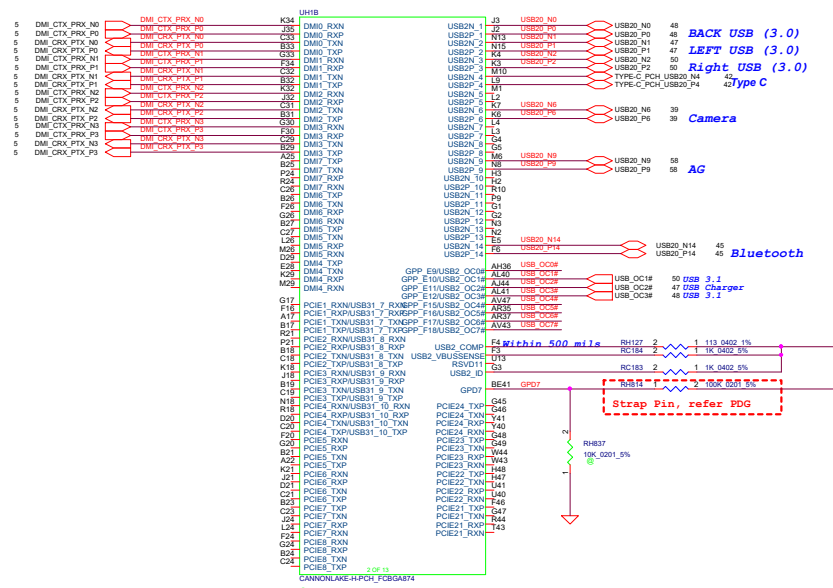 UH1B
5 DMI_CTX_PRX_N0 DMI_CTX_PRX_N0 K34 DMI0_RXN USB2N_1 J3 USB20_N0 USB20_N0 48
5 DMI_CTX_PRX_P0 DMI_CTX_PRX_P0 J35 DMI0_RXP USB2P_1 J2 USB20_P0 USB20_P0 48 BACK USB (3.0)
5 DMI_CRX_PTX_N0 DMI_CRX_PTX_N0 C33 DMI0_TXN USB2N_2 N13 USB20_N1 USB20_N1 47
5 DMI_CRX_PTX_P0 DMI_CRX_PTX_P0 B33 DMI0_TXP USB2P_2 N15 USB20_P1 USB20_P1 47 LEFT USB (3.0)
5 DMI_CTX_PRX_N1 DMI_CTX_PRX_N1 G33 DMI1_RXN USB2N_3 K4 USB20_N2 USB20_N2 50
5 DMI_CTX_PRX_P1 DMI_CTX_PRX_P1 F34 DMI1_RXP USB2P_3 K3 USB20_P2 USB20_P2 50 Right USB (3.0)
5 DMI_CRX_PTX_N1 DMI_CRX_PTX_N1 C32 DMI1_TXN USB2N_4 M10 TYPE-C_PCH_USB20_N4 42
5 DMI_CRX_PTX_P1 DMI_CRX_PTX_P1 B32 DMI1_TXP USB2P_4 L9 TYPE-C_PCH_USB20_P4 42 Type C
5 DMI_CTX_PRX_N2 DMI_CTX_PRX_N2 K32 DMI2_RXN USB2N_5 M1
5 DMI_CTX_PRX_P2 DMI_CTX_PRX_P2 J32 DMI2_RXP USB2P_5 L2
5 DMI_CRX_PTX_N2 DMI_CRX_PTX_N2 C31 DMI2_TXN USB2N_6 K7 USB20_N6 USB20_N6 39
5 DMI_CRX_PTX_P2 DMI_CRX_PTX_P2 B31 DMI2_TXP USB2P_6 K6 USB20_P6 USB20_P6 39 Camera
5 DMI_CTX_PRX_N3 DMI_CTX_PRX_N3 G30 DMI3_RXN USB2N_7 L4
5 DMI_CTX_PRX_P3 DMI_CTX_PRX_P3 F30 DMI3_RXP USB2P_7 L3
5 DMI_CRX_PTX_N3 DMI_CRX_PTX_N3 C29 DMI3_TXN USB2N_8 G4
5 DMI_CRX_PTX_P3 DMI_CRX_PTX_P3 B29 DMI3_TXP USB2P_8 G5
A25 DMI7_TXP USB2N_9 M6 USB20_N9 USB20_N9 58
B25 DMI7_TXN USB2P_9 N8 USB20_P9 USB20_P9 58 AG
P24 DMI7_RXP USB2N_10 H3
R24 DMI7_RXN USB2P_10 H2
C26 DMI6_TXP USB2N_11 R10
B26 DMI6_TXN USB2P_11 P9
F26 DMI6_RXP USB2N_12 G1
G26 DMI6_RXN USB2P_12 G2
B27 DMI5_TXP USB2N_13 N3
C27 DMI5_TXN USB2P_13 N2
L26 DMI5_RXP USB2N_14 E5 USB20_N14 USB20_N14 45
M26 DMI5_RXN USB2P_14 F6 USB20_P14 USB20_P14 45 Bluetooth
D29 DMI4_TXP
E28 DMI4_TXN GPP_E9/USB2_OC0# AH36 USB_OC0#
K29 DMI4_RXP GPP_E10/USB2_OC1# AL40 USB_OC1# USB_OC1# 50 USB 3.1
M29 DMI4_RXN GPP_E11/USB2_OC2# AJ44 USB_OC2# USB_OC2# 47 USB Charger
GPP_E12/USB2_OC3# AL41 USB_OC3# USB_OC3# 48 USB 3.1
G17 PCIE1_RXN/USB31_7_RXN GPP_F15/USB2_OC4# AV47 USB_OC4#
F16 PCIE1_RXP/USB31_7_RXP GPP_F16/USB2_OC5# AR35 USB_OC5#
A17 PCIE1_TXN/USB31_7_TXN GPP_F17/USB2_OC6# AR37 USB_OC6#
B17 PCIE1_TXP/USB31_7_TXP GPP_F18/USB2_OC7# AV43 USB_OC7#
R21 PCIE2_RXN/USB31_8_RXN
P21 PCIE2_RXP/USB31_8_RXP USB2_COMP F4 Within 500 mils RH127 2 1 113_0402_1%
B18 PCIE2_TXN/USB31_8_TXN USB2_VBUSSENSE F3 RC184 2 1 1K_0402_5%
C18 PCIE2_TXP/USB31_8_TXP RSVD11 U13
K18 PCIE3_RXN/USB31_9_RXN USB2_ID G3 RC183 2 1 1K_0402_5%
J18 PCIE3_RXP/USB31_9_RXP
B19 PCIE3_TXN/USB31_9_TXN GPD7 BE41 GPD7 RH814 1 2 100K_0201_5%
C19 PCIE3_TXP/USB31_9_TXP
N18 PCIE4_RXN/USB31_10_RXN PCIE24_TXP G45 Strap Pin, refer PDG
R18 PCIE4_RXP/USB31_10_RXP PCIE24_TXN G46
D20 PCIE4_TXN/USB31_10_TXN PCIE24_RXP Y41
C20 PCIE4_TXP/USB31_10_TXP PCIE24_RXN Y40
F20 PCIE5_RXN PCIE23_TXP G48
G20 PCIE5_RXP PCIE23_TXN G49
B21 PCIE5_TXN PCIE23_RXP W44
A22 PCIE5_TXP PCIE23_RXN W43
K21 PCIE6_RXN PCIE22_TXP H48
J21 PCIE6_RXP PCIE22_TXN H47
D21 PCIE6_TXN PCIE22_RXP U41
C21 PCIE6_TXP PCIE22_RXN U40
B23 PCIE7_TXP PCIE21_TXP F46
C23 PCIE7_TXN PCIE21_TXN G47
J24 PCIE7_RXP PCIE21_RXP R44
L24 PCIE7_RXN PCIE21_RXN T43
F24 PCIE8_RXN
G24 PCIE8_RXP
B24 PCIE8_TXN
C24 PCIE8_TXP
2
RH837
10K_0201_5%
@
1
2 OF 13
CANNONLAKE-H-PCH_FCBGA874